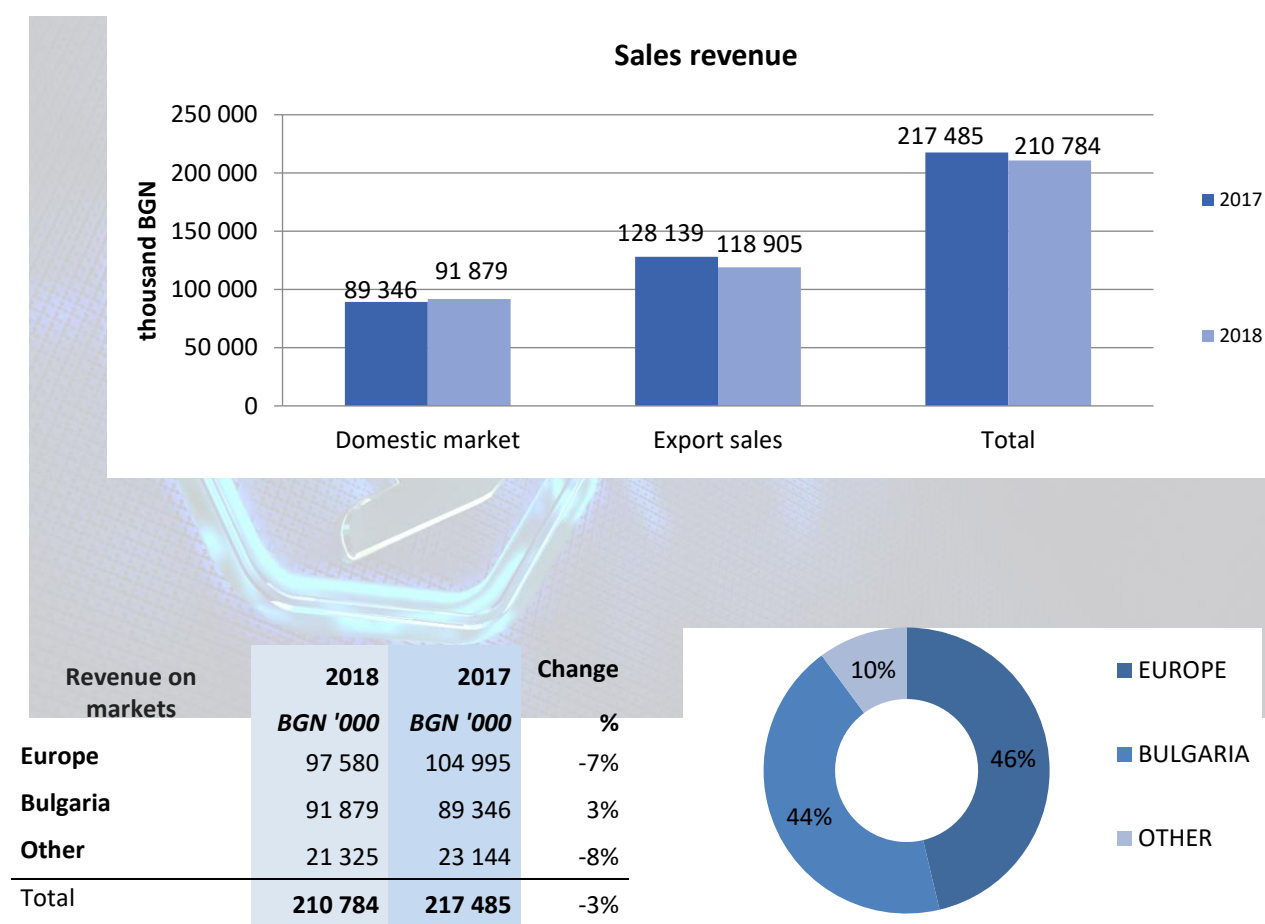 Sales revenue
250 000
200 000
150 000
100 000
50 000
0
thousand BGN
89 346
91 879
128 139
118 905
217 485
210 784
Domestic market
Export sales
Total
2017
2018
Revenue on
markets
2018 2017 Change
BGN '000 BGN '000 %
Europe 97 580 104 995 -7%
Bulgaria 91 879 89 346 3%
Other 21 325 23 144 -8%
Total 210 784 217 485 -3%
10%
46%
44%
EUROPE
BULGARIA
OTHER